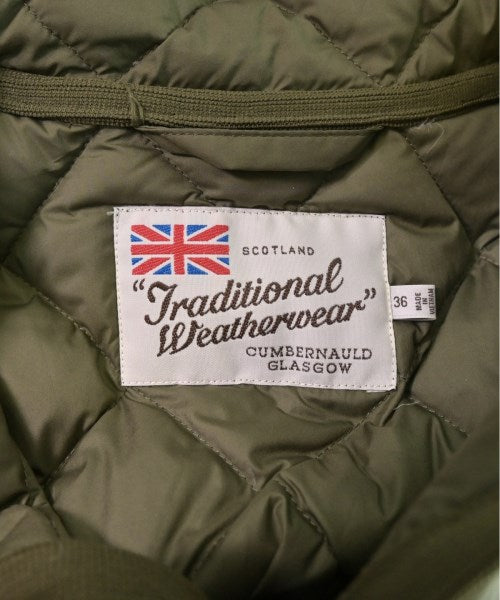 SCOTLAND
"Traditional
Weatherwear"
CUMBERNAULD
GLASGOW
36
MADE
IN
VIETNAM